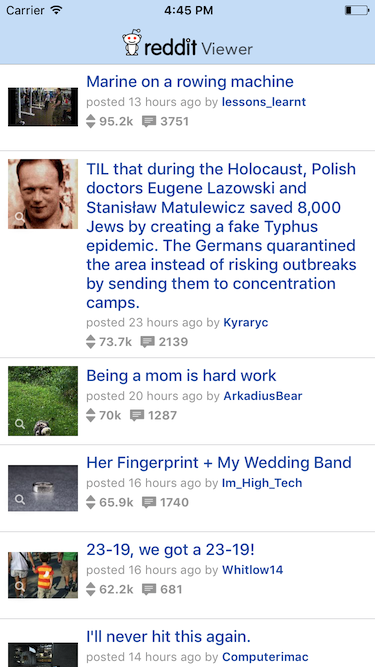 Carrier 4:45 PM
reddit Viewer
Marine on a rowing machine
posted 13 hours ago by lessons_learnt
95.2k 3751
TIL that during the Holocaust, Polish
doctors Eugene Lazowski and
Stanisław Matulewicz saved 8,000
Jews by creating a fake Typhus
epidemic. The Germans quarantined
the area instead of risking outbreaks
by sending them to concentration
camps.
posted 23 hours ago by Kyraryc
73.7k 2139
Being a mom is hard work
posted 20 hours ago by ArkadiusBear
70k 1287
Her Fingerprint + My Wedding Band
posted 16 hours ago by Im_High_Tech
65.9k 1740
23-19, we got a 23-19!
posted 16 hours ago by Whitlow14
62.2k 681
I'll never hit this again.
posted 14 hours ago by Computerimac